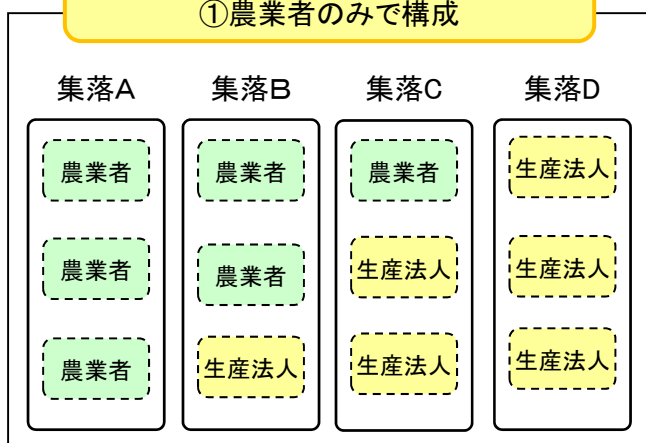 ①農業者のみで構成
集落A 集落B 集落C 集落D
農業者 農業者 農業者 生産法人
農業者 農業者 生産法人 生産法人
農業者 生産法人 生産法人 生産法人